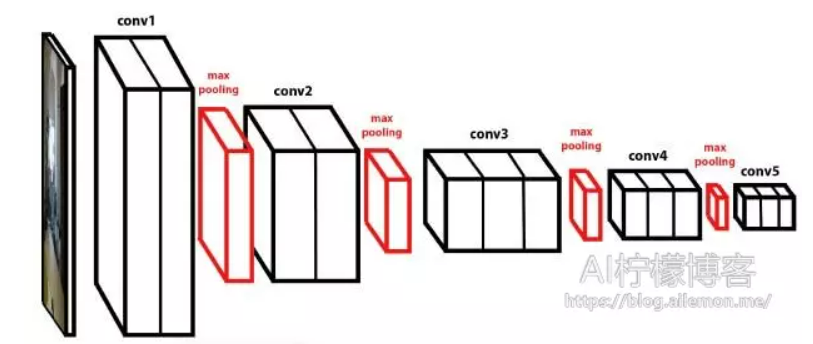 conv1
max
pooling
conv2
max
pooling
conv3
max
pooling
conv4
max
pooling
conv5
AI柠檬博客
https://blog.ailemon.me/